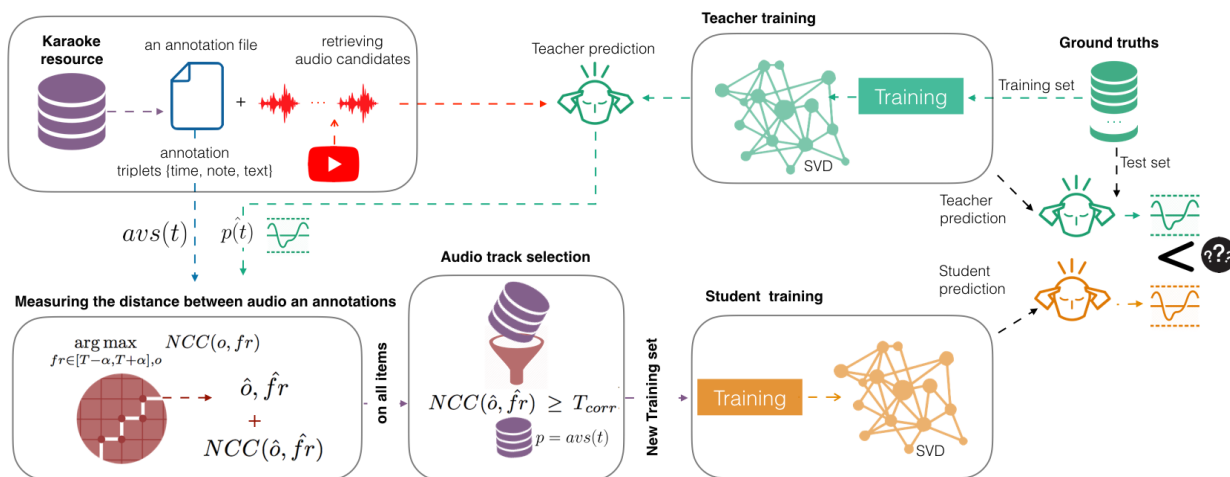 Karaoke
resource
an annotation file
retrieving
audio candidates
+
...
annotation
triplets {time, note, text}
Teacher prediction
Teacher training
Training
SVD
Training set
Ground truths
...
Test set
Teacher
prediction
<
???
Student
prediction
avs(t)
p̂(t)
Measuring the distance between audio an annotations
arg max NCC(o, fr)
fr∈[T−α,T+α],o
ô, f̂r
+
NCC(ô, f̂r)
on all items
Audio track selection
NCC(ô, f̂r) ≥ T_corr
p = avs(t)
New Training set
Student training
Training
SVD